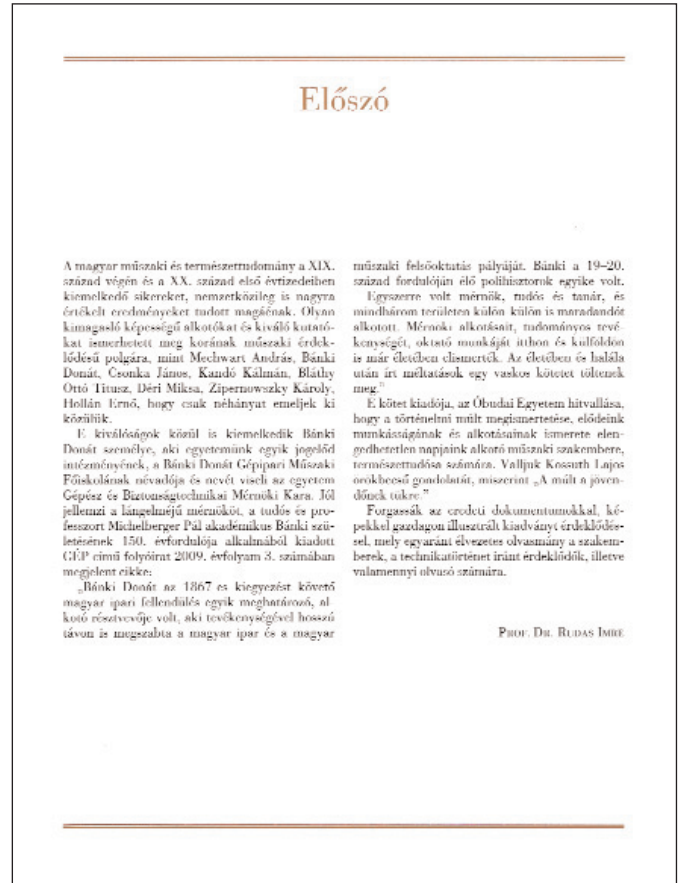 Előszó
A magyar műszaki és természettudomány a XIX.
század végén és a XX. század első évtizedeiben
kiemelkedő sikereket, nemzetközileg is nagyra
értékelt eredményeket tudott magáénak. Olyan
kimagasló képességű alkotókat és kiváló kutató-
kat ismerhetett meg korának műszaki érdek-
lődésű polgára, mint Mechwart András, Bánki
Donát, Csonka János, Kandó Kálmán, Bláthy
Ottó Titusz, Déri Miksa, Zipernowszky Károly,
Hollán Ernő, hogy csak néhányat emeljek ki
közülük.
E kiválóságok közül is kiemelkedik Bánki
Donát személye, aki egyetemünk egyik jogelőd
intézményének, a Bánki Donát Gépipari Műszaki
Főiskolának névadója és nevét viseli az egyetem
Gépész és Biztonságtechnikai Mérnöki Kara. Jól
jellemzi a lángelméjű mérnököt, a tudós és pro-
fesszort Michelberger Pál akadémikus Bánki szü-
letésének 150. évfordulója alkalmából kiadott
GÉP című folyóirat 2009. évfolyam 3. számában
megjelent cikke:
„Bánki Donát az 1867-es kiegyezést követő
magyar ipari fellendülés egyik meghatározó, al-
kotó résztvevője volt, aki tevékenységével hosszú
távon is megszabta a magyar ipar és a magyar
műszaki felsőoktatás pályáját. Bánki a 19–20.
század fordulóján élő polihisztorok egyike volt.
Egyszerre volt mérnök, tudós és tanár, és
mindhárom területen külön-külön is maradandót
alkotott. Mérnöki alkotásait, tudományos tevé-
kenységét, oktató munkáját itthon és külföldön
is már életében elismerték. Az életében és halála
után írt méltatások egy vaskos kötetet töltenek
meg.”
E kötet kiadója, az Óbudai Egyetem hitvallása,
hogy a történelmi múlt megismertetése, elődeink
munkásságának és alkotásainak ismerete elen-
gedhetetlen napjaink alkotó műszaki szakembere,
természettudósa számára. Valljuk Kossuth Lajos
örökbecsű gondolatát, miszerint „A múlt a jöven-
dőnek tükre.”
Forgassák az eredeti dokumentumokkal, ké-
pekkel gazdagon illusztrált kiadványt érdeklődés-
sel, mely egyaránt élvezetes olvasmány a szakem-
berek, a technikatörténet iránt érdeklődők, illetve
valamennyi olvasó számára.
Prof. Dr. Rudas Imre